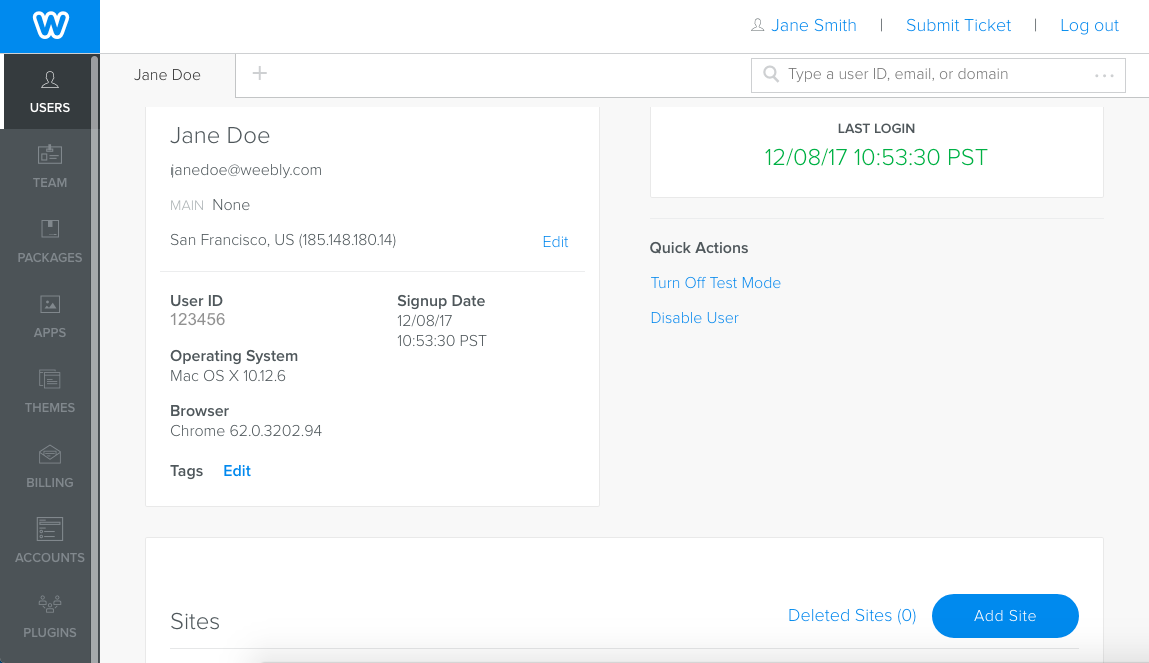 W
Jane Smith | Submit Ticket | Log out
Jane Doe +
Type a user ID, email, or domain ...
USERS
TEAM
PACKAGES
APPS
THEMES
BILLING
ACCOUNTS
PLUGINS
Jane Doe
janedoe@weebly.com
MAIN None
San Francisco, US (185.148.180.14) Edit
User ID
123456
Signup Date
12/08/17
10:53:30 PST
Operating System
Mac OS X 10.12.6
Browser
Chrome 62.0.3202.94
Tags Edit
LAST LOGIN
12/08/17 10:53:30 PST
Quick Actions
Turn Off Test Mode
Disable User
Sites Deleted Sites (0) Add Site